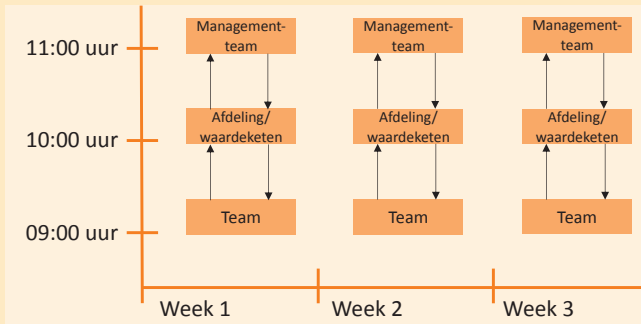 Management-
team
Management-
team
Management-
team
11:00 uur
Afdeling/
waardeketen
Afdeling/
waardeketen
Afdeling/
waardeketen
10:00 uur
Team
Team
Team
09:00 uur
Week 1
Week 2
Week 3